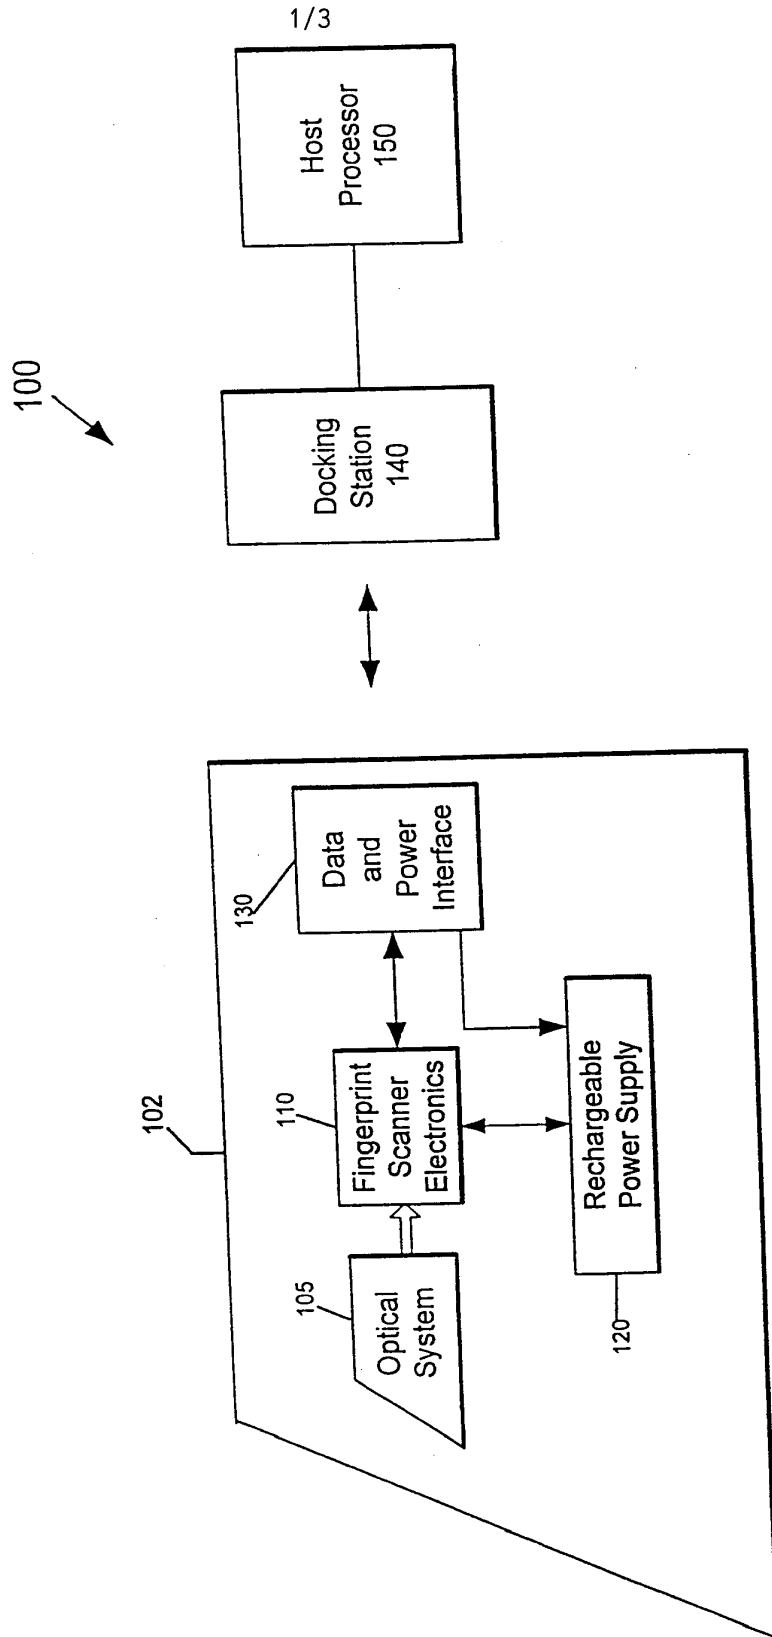 1/3
100
Host
Processor
150
Docking
Station
140
102
130
Data
and
Power
Interface
110
Fingerprint
Scanner
Electronics
105
Optical
System
Rechargeable
Power Supply
120